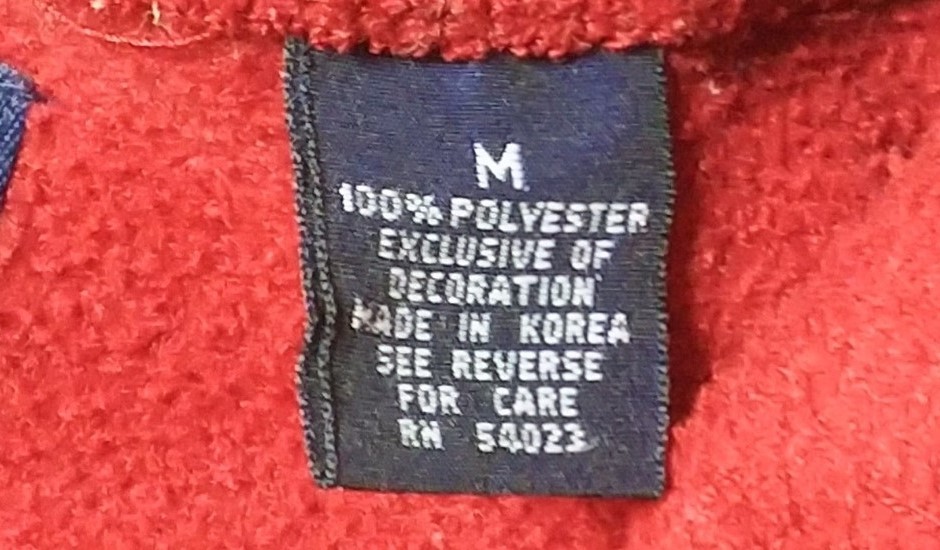 M
100% POLYESTER
EXCLUSIVE OF
DECORATION
MADE IN KOREA
SEE REVERSE
FOR CARE
RN 54023